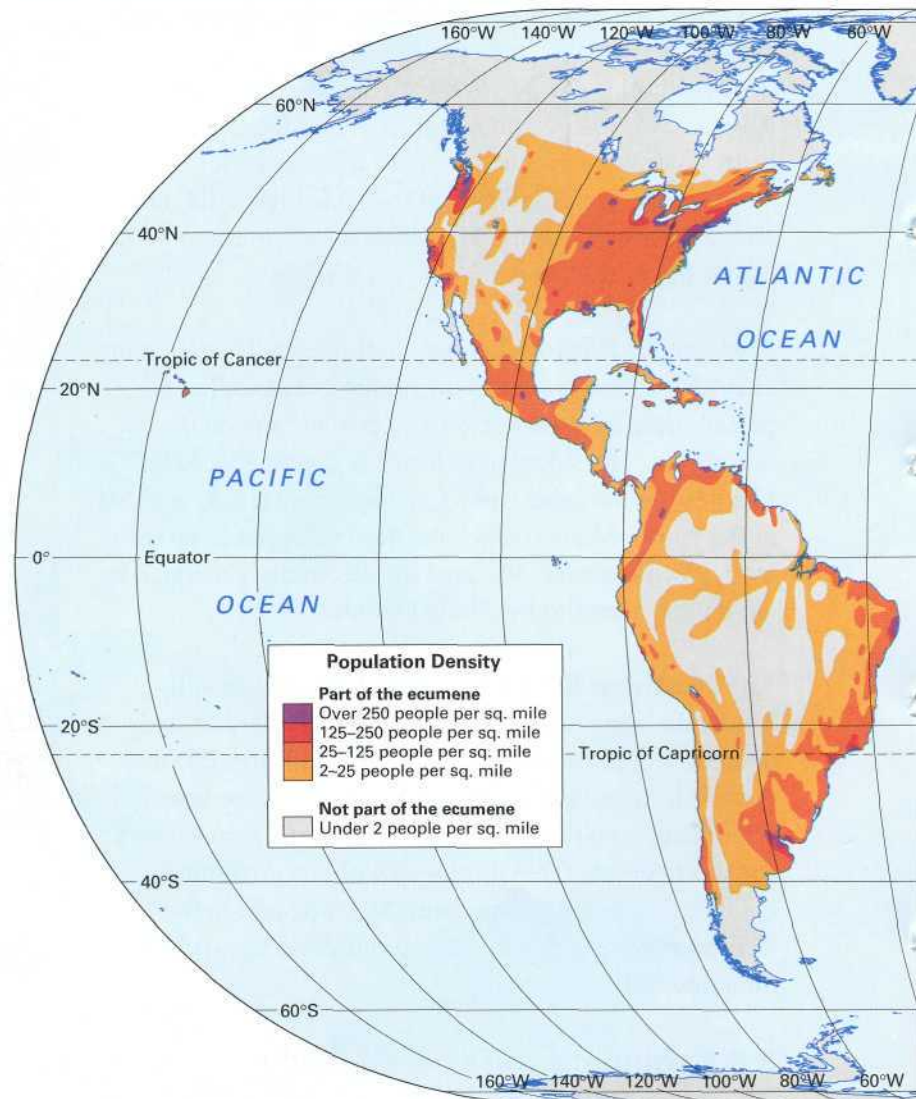 160°W 140°W 120°W 100°W 80°W 60°W
60°N
40°N
ATLANTIC
OCEAN
Tropic of Cancer
20°N
PACIFIC
0° Equator
OCEAN
Population Density
Part of the ecumene
Over 250 people per sq. mile
125–250 people per sq. mile
25–125 people per sq. mile
2–25 people per sq. mile
Not part of the ecumene
Under 2 people per sq. mile
20°S
Tropic of Capricorn
40°S
60°S
160°W 140°W 120°W 100°W 80°W 60°W